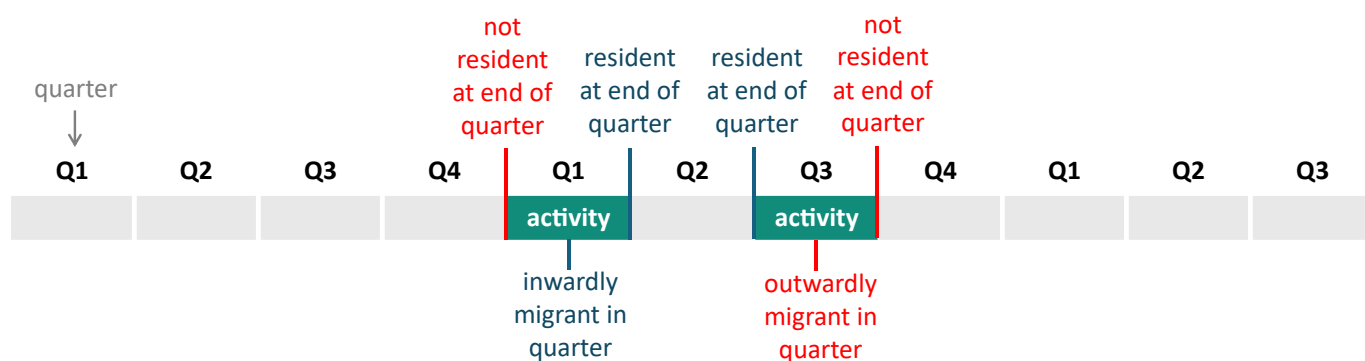 quarter
not
resident
at end of
quarter
resident
at end of
quarter
resident
at end of
quarter
not
resident
at end of
quarter
Q1 Q2 Q3 Q4 Q1 Q2 Q3 Q4 Q1 Q2 Q3
activity activity
inwardly
migrant in
quarter
outwardly
migrant in
quarter